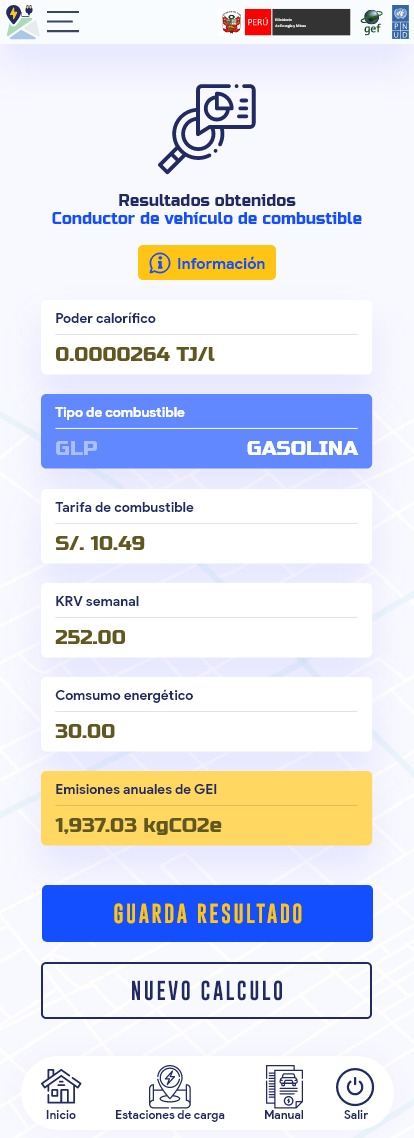 PERÚ
Ministerio
de Energía y Minas
gef
P N
U D
Resultados obtenidos
Conductor de vehículo de combustible
Información
Poder calorífico
0.0000264 TJ/l
Tipo de combustible
GLP GASOLINA
Tarifa de combustible
S/. 10.49
KRV semanal
252.00
Comsumo energético
30.00
Emisiones anuales de GEI
1,937.03 kgCO2e
GUARDA RESULTADO
NUEVO CALCULO
Inicio Estaciones de carga Manual Salir